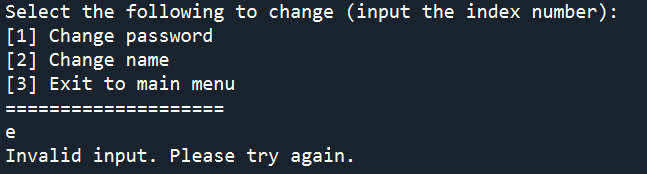 Select the following to change (input the index number):
[1] Change password
[2] Change name
[3] Exit to main menu
====================
e
Invalid input. Please try again.